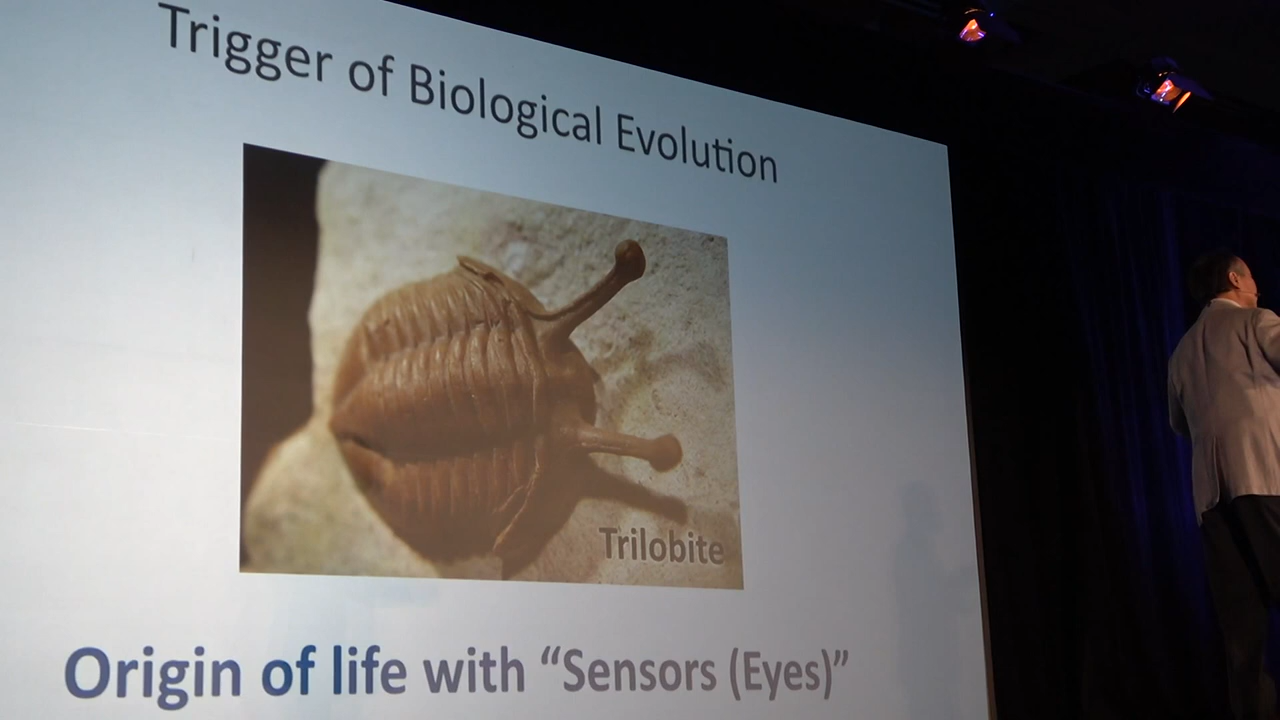 Trigger of Biological Evolution
Trilobite
Origin of life with “Sensors (Eyes)”